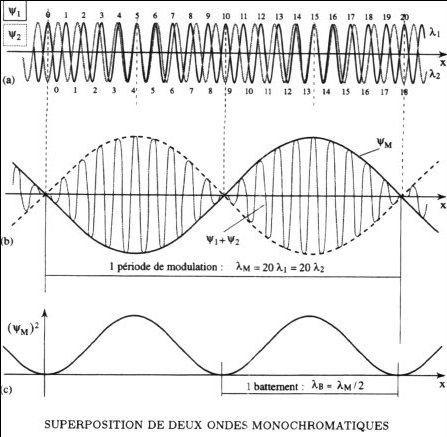 ψ₁
ψ₂
0 1 2 3 4 5 6 7 8 9 10 11 12 13 14 15 16 17 18 19 20
λ₁
x
(a)
λ₂
0 1 2 3 4 5 6 7 8 9 10 11 12 13 14 15 16 17 18
ψM
x
(b)
ψ₁+ψ₂
1 période de modulation : λM = 20 λ₁ = 20 λ₂
(ψM)²
x
(c)
1 battement : λB = λM / 2
SUPERPOSITION DE DEUX ONDES MONOCHROMATIQUES